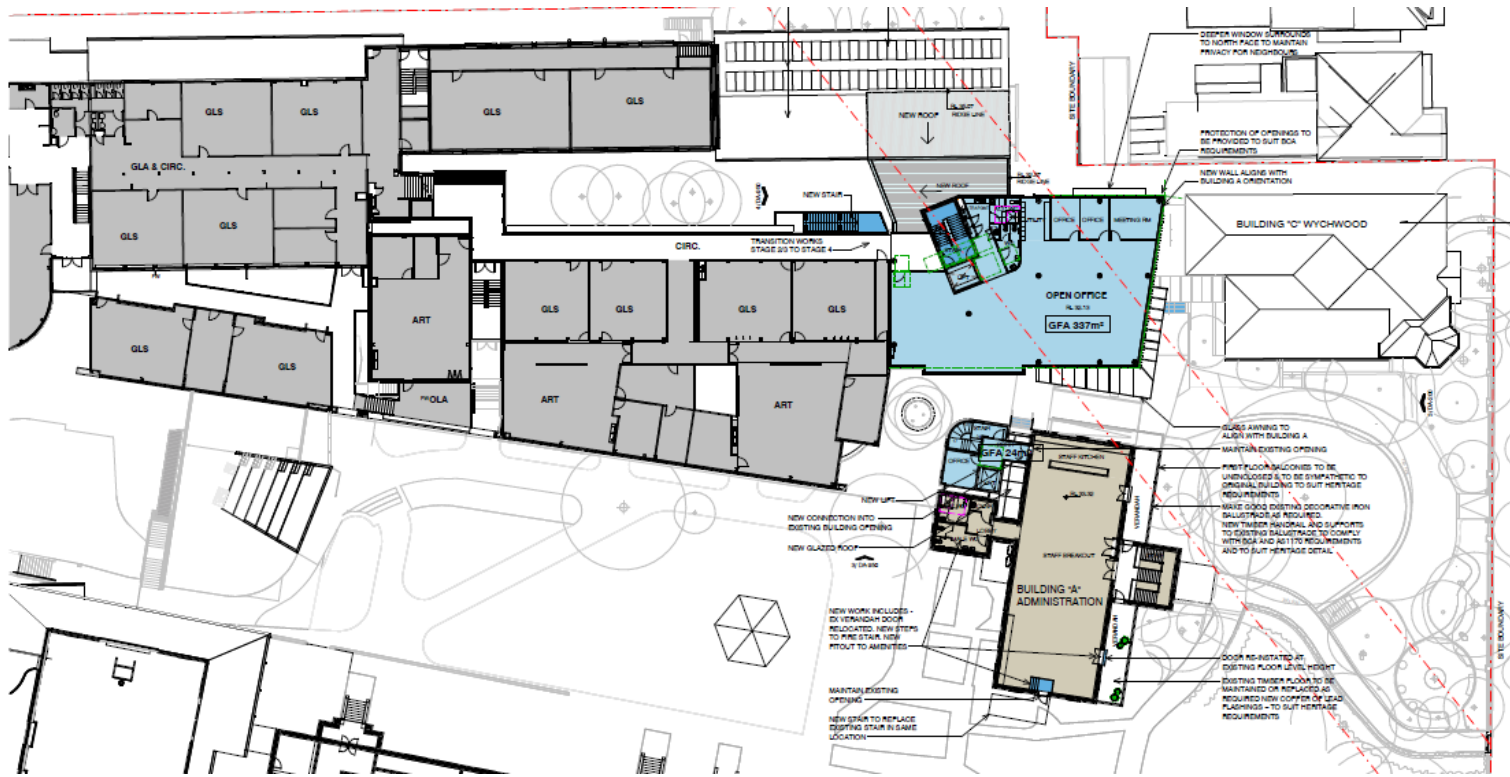 DEEPER WINDOW SURROUNDS
TO NORTH FACE TO MAINTAIN
PRIVACY FOR NEIGHBOURS
SITE BOUNDARY
PROTECTION OF OPENINGS TO
BE PROVIDED TO SUIT BCA
REQUIREMENTS
NEW WALL ALIGNS WITH
BUILDING A ORIENTATION
GLS
GLS
GLS
GLS
NEW ROOF
RIDGE LINE
GLA & CIRC.
NEW ROOF
RIDGE LINE
NEW STAIR
GLS
GLS
OFFICE
OFFICE
MEETING RM
BUILDING "C" WYCHWOOD
CIRC.
TRANSITION WORKS
STAGE 2/3 TO STAGE 4
OPEN OFFICE
GFA 337m²
GLS
GLS
GLS
GLS
ART
GLS
GLS
OLA
ART
ART
GLASS AWNING TO
ALIGN WITH BUILDING A
MAINTAIN EXISTING OPENING
STAIR
GFA 24m
OFFICE
STAFF KITCHEN
FIRST FLOOR BALCONIES TO BE
UNENCLOSED & TO BE SYMPATHETIC TO
ORIGINAL BUILDING TO SUIT HERITAGE
REQUIREMENTS
NEW LIFT
VERANDAH
MAKE GOOD EXISTING DECORATIVE IRON
BALUSTRADE AS REQUIRED.
NEW TIMBER HANDRAIL AND SUPPORTS
TO EXISTING BALUSTRADE TO COMPLY
WITH BCA AND AS1170 REQUIREMENTS
AND TO SUIT HERITAGE DETAIL
NEW CONNECTION INTO
EXISTING BUILDING OPENING
NEW GLAZED ROOF
STAFF BREAKOUT
BUILDING "A"
ADMINISTRATION
NEW WORK INCLUDES -
EX VERANDAH DOOR
RELOCATED. NEW STEPS
TO FIRE STAIR. NEW
FITOUT TO AMENITIES
VERANDAH
SITE BOUNDARY
DOOR RE-INSTATED AT
EXISTING FLOOR LEVEL HEIGHT
EXISTING TIMBER FLOOR TO BE
MAINTAINED OR REPLACED AS
REQUIRED NEW COPPER OF LEAD
FLASHINGS - TO SUIT HERITAGE
REQUIREMENTS
MAINTAIN EXISTING
OPENING
NEW STAIR TO REPLACE
EXISTING STAIR IN SAME
LOCATION